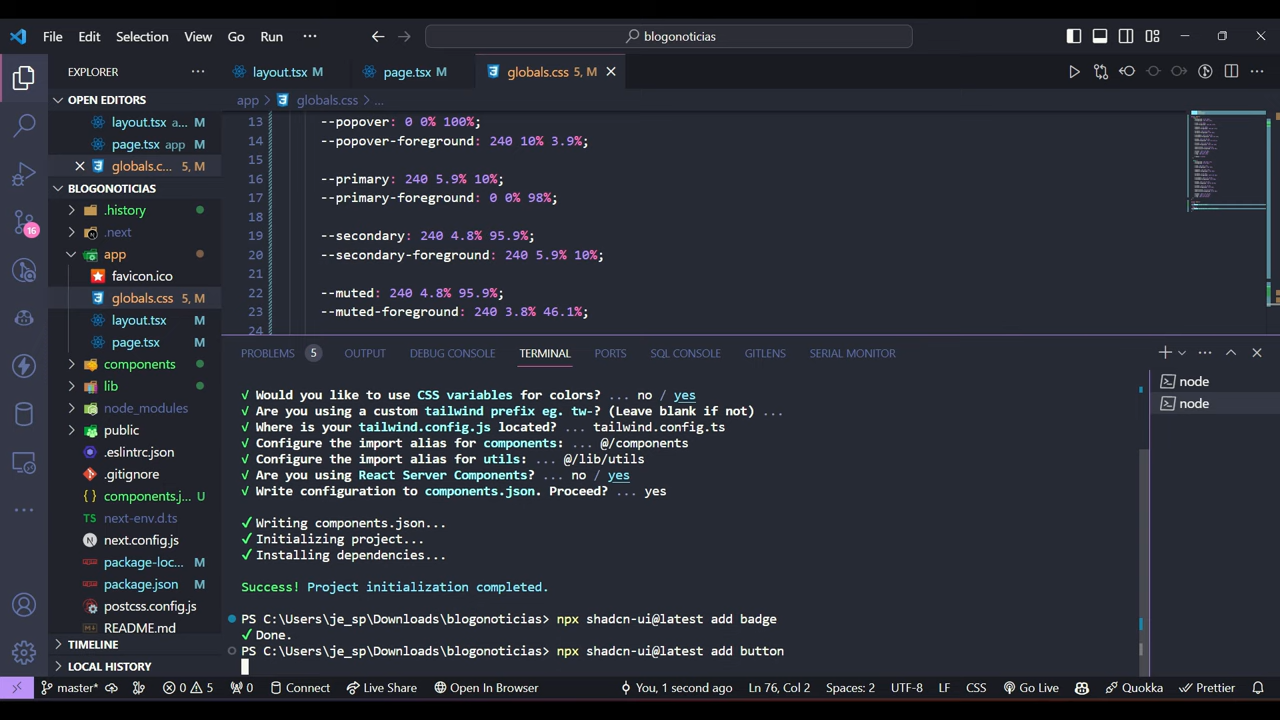 File Edit Selection View Go Run ··· blogonoticias
EXPLORER ···
layout.tsx M page.tsx M globals.css 5, M
OPEN EDITORS
layout.tsx a... M
page.tsx app M
globals.c... 5, M
BLOGONOTICIAS
.history
.next
app
favicon.ico
globals.css 5, M
layout.tsx M
page.tsx M
components
lib
node_modules
public
.eslintrc.json
.gitignore
components.j... U
next-env.d.ts
next.config.js
package-loc... M
package.json M
postcss.config.js
README.md
TIMELINE
LOCAL HISTORY
16
app > globals.css > ...
13 --popover: 0 0% 100%;
14 --popover-foreground: 240 10% 3.9%;
15
16 --primary: 240 5.9% 10%;
17 --primary-foreground: 0 0% 98%;
18
19 --secondary: 240 4.8% 95.9%;
20 --secondary-foreground: 240 5.9% 10%;
21
22 --muted: 240 4.8% 95.9%;
23 --muted-foreground: 240 3.8% 46.1%;
24
PROBLEMS 5 OUTPUT DEBUG CONSOLE TERMINAL PORTS SQL CONSOLE GITLENS SERIAL MONITOR
node
node
√ Would you like to use CSS variables for colors? ... no / yes
√ Are you using a custom tailwind prefix eg. tw-? (Leave blank if not) ...
√ Where is your tailwind.config.js located? ... tailwind.config.ts
√ Configure the import alias for components: ... @/components
√ Configure the import alias for utils: ... @/lib/utils
√ Are you using React Server Components? ... no / yes
√ Write configuration to components.json. Proceed? ... yes
✓ Writing components.json...
✓ Initializing project...
✓ Installing dependencies...
Success! Project initialization completed.
PS C:\Users\je_sp\Downloads\blogonoticias> npx shadcn-ui@latest add badge
✓ Done.
PS C:\Users\je_sp\Downloads\blogonoticias> npx shadcn-ui@latest add button
master* 0 5 0 Connect Live Share Open In Browser You, 1 second ago Ln 76, Col 2 Spaces: 2 UTF-8 LF CSS Go Live Quokka Prettier